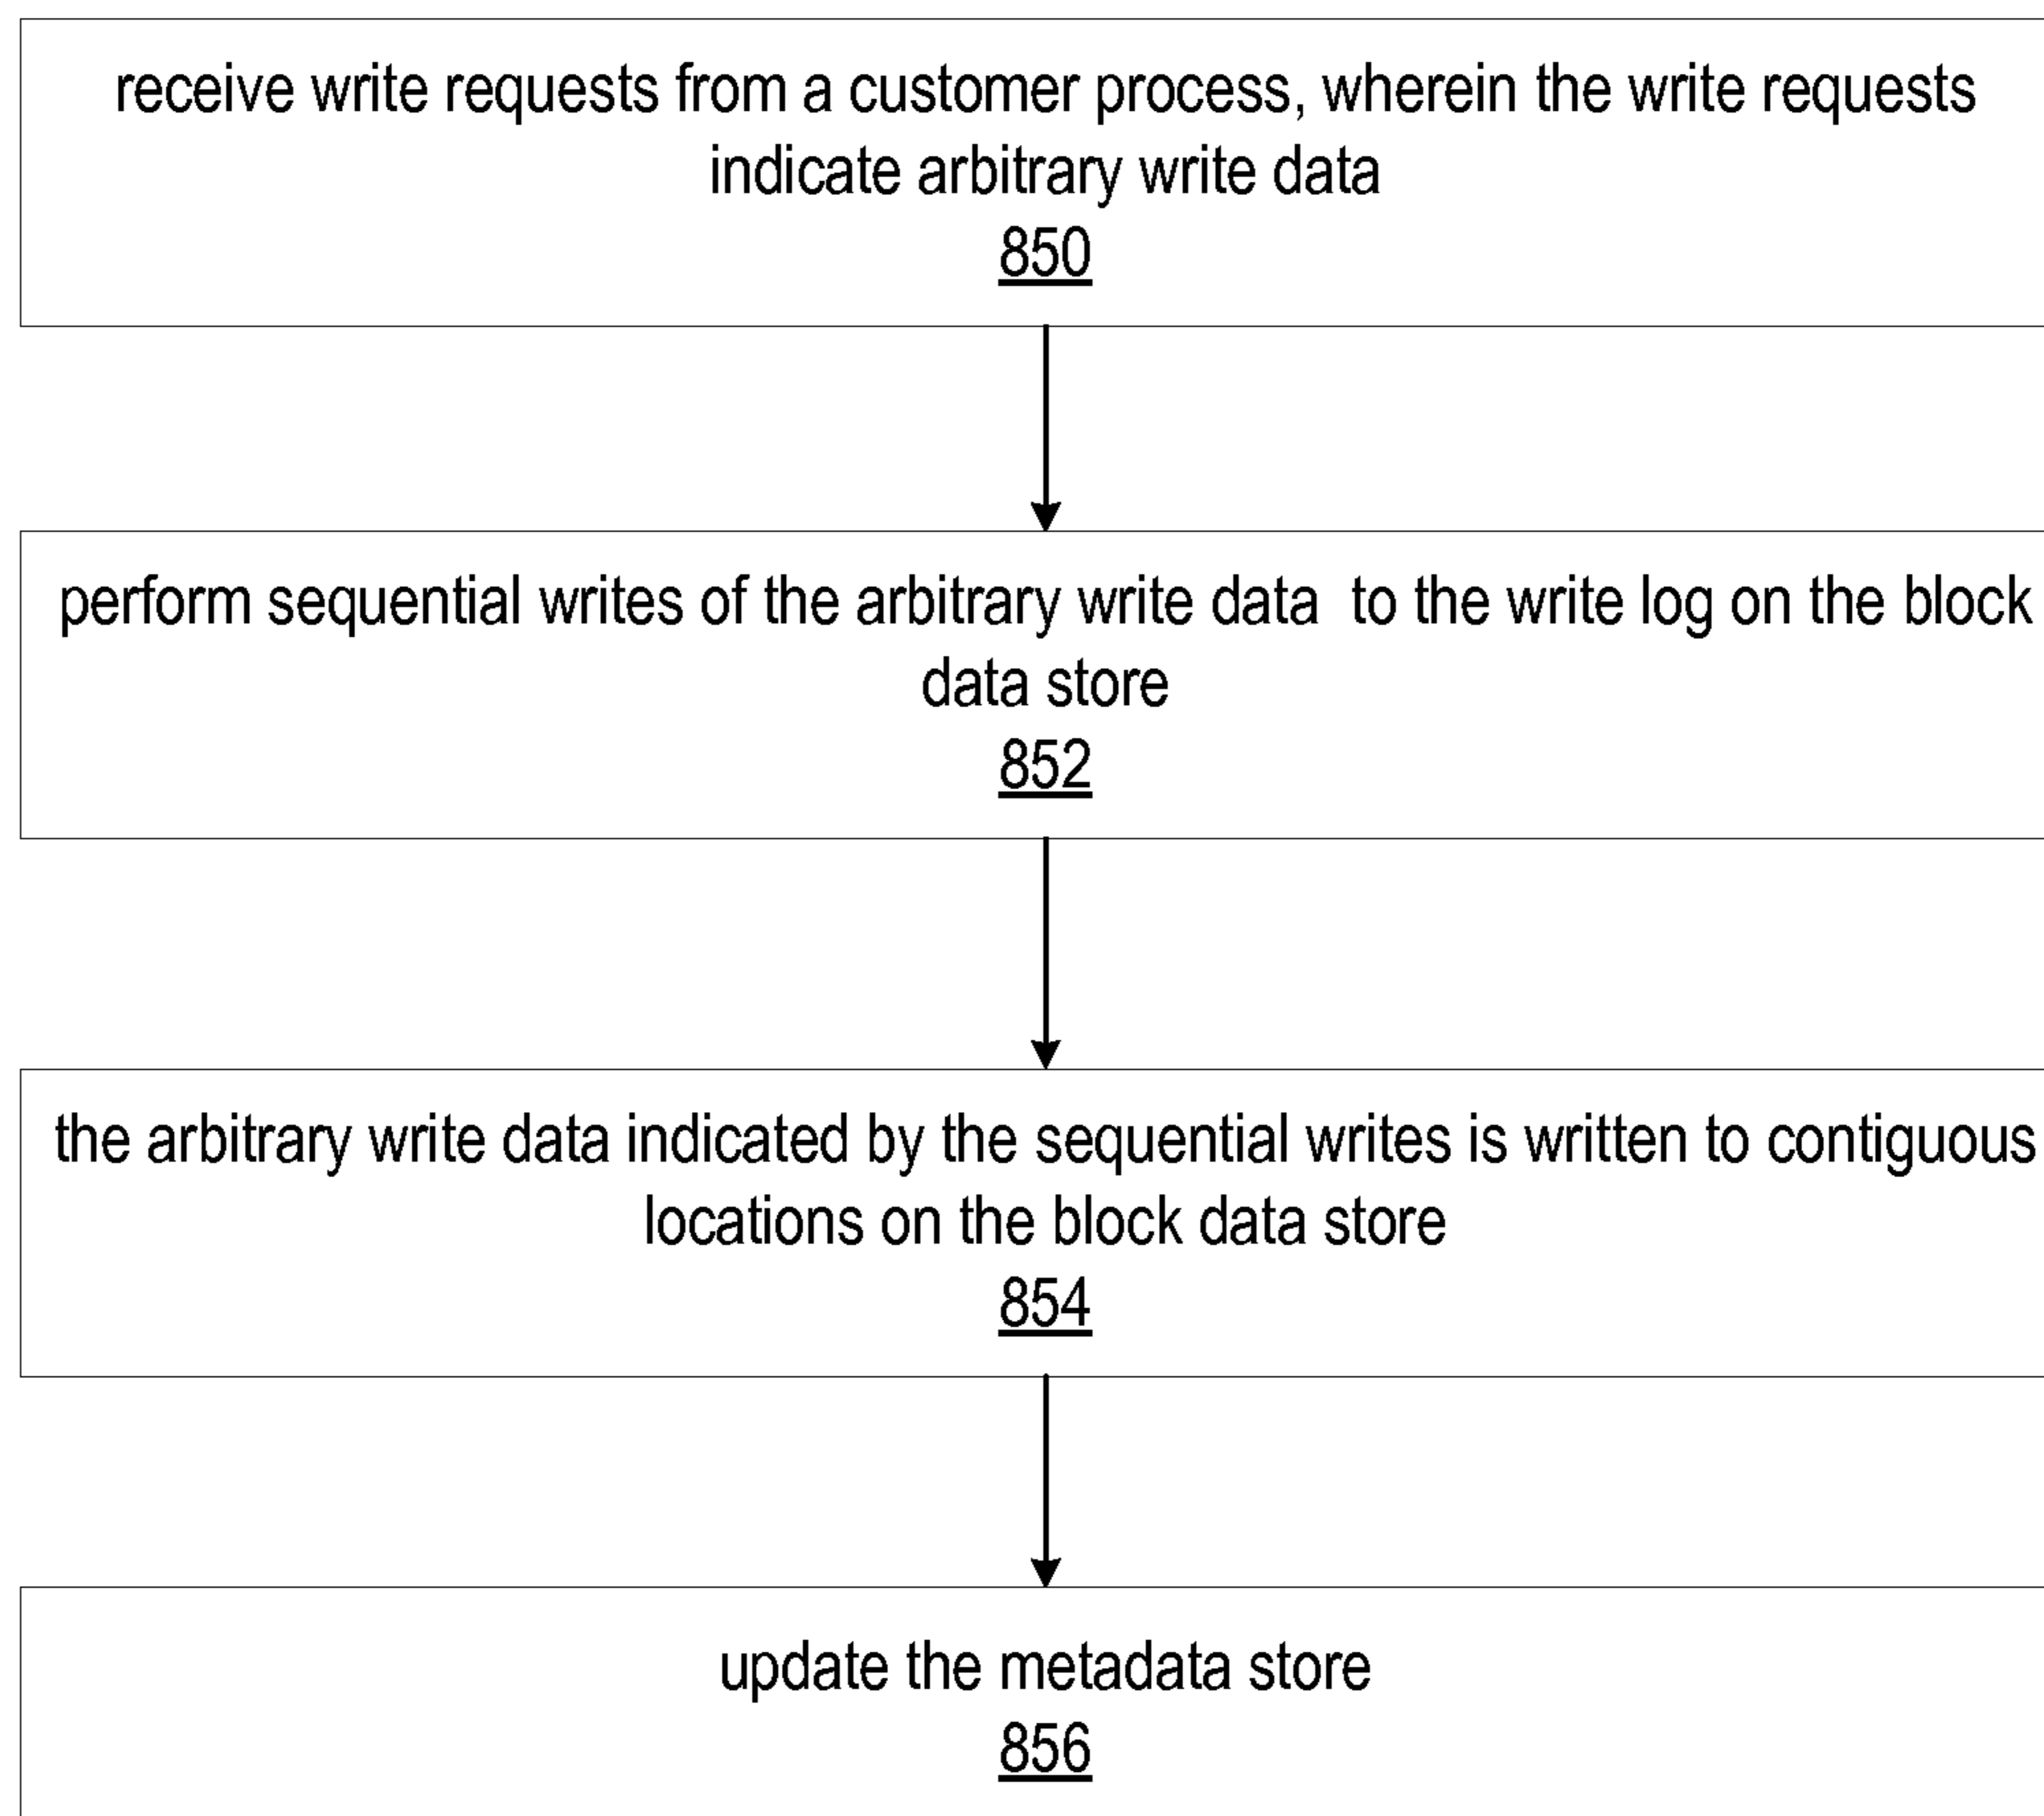 receive write requests from a customer process, wherein the write requests
indicate arbitrary write data
850
perform sequential writes of the arbitrary write data  to the write log on the block
data store
852
the arbitrary write data indicated by the sequential writes is written to contiguous
locations on the block data store
854
update the metadata store
856